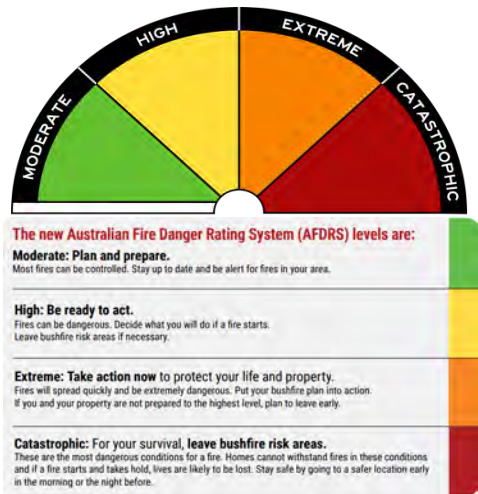 MODERATE
HIGH
EXTREME
CATASTROPHIC
The new Australian Fire Danger Rating System (AFDRS) levels are:
Moderate: Plan and prepare.
Most fires can be controlled. Stay up to date and be alert for fires in your area.
High: Be ready to act.
Fires can be dangerous. Decide what you will do if a fire starts.
Leave bushfire risk areas if necessary.
Extreme: Take action now to protect your life and property.
Fires will spread quickly and be extremely dangerous. Put your bushfire plan into action.
If you and your property are not prepared to the highest level, plan to leave early.
Catastrophic: For your survival, leave bushfire risk areas.
These are the most dangerous conditions for a fire. Homes cannot withstand fires in these conditions
and if a fire starts and takes hold, lives are likely to be lost. Stay safe by going to a safer location early
in the morning or the night before.